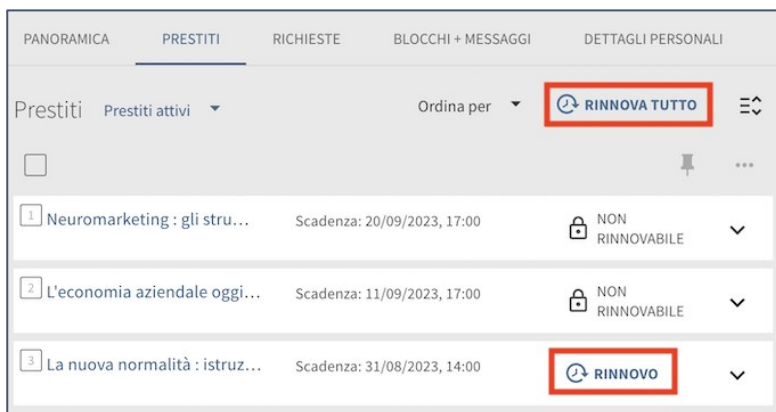 PANORAMICA PRESTITI RICHIESTE BLOCCHI + MESSAGGI DETTAGLI PERSONALI
Prestiti Prestiti attivi Ordina per RINNOVA TUTTO
1 Neuromarketing : gli stru... Scadenza: 20/09/2023, 17:00 NON RINNOVABILE
2 L'economia aziendale oggi... Scadenza: 11/09/2023, 17:00 NON RINNOVABILE
3 La nuova normalità : istruz... Scadenza: 31/08/2023, 14:00 RINNOVO